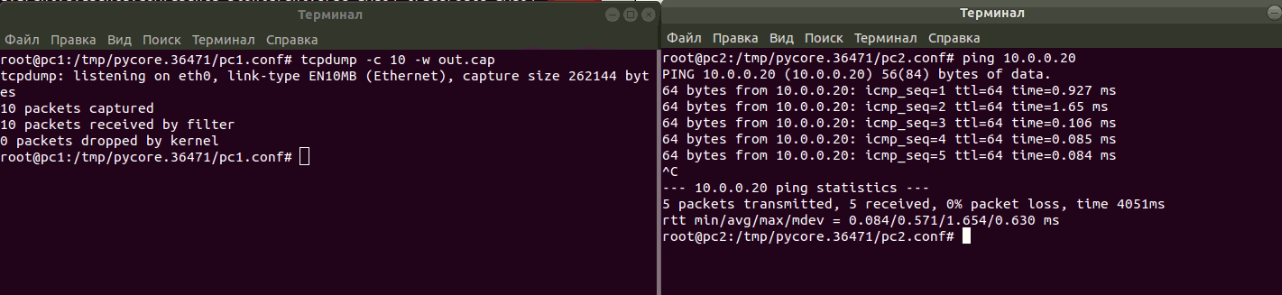 Терминал
Файл Правка Вид Поиск Терминал Справка
root@pc1:/tmp/pycore.36471/pc1.conf# tcpdump -c 10 -w out.cap
tcpdump: listening on eth0, link-type EN10MB (Ethernet), capture size 262144 byt
es
10 packets captured
10 packets received by filter
0 packets dropped by kernel
root@pc1:/tmp/pycore.36471/pc1.conf#
Терминал
Файл Правка Вид Поиск Терминал Справка
root@pc2:/tmp/pycore.36471/pc2.conf# ping 10.0.0.20
PING 10.0.0.20 (10.0.0.20) 56(84) bytes of data.
64 bytes from 10.0.0.20: icmp_seq=1 ttl=64 time=0.927 ms
64 bytes from 10.0.0.20: icmp_seq=2 ttl=64 time=1.65 ms
64 bytes from 10.0.0.20: icmp_seq=3 ttl=64 time=0.106 ms
64 bytes from 10.0.0.20: icmp_seq=4 ttl=64 time=0.085 ms
64 bytes from 10.0.0.20: icmp_seq=5 ttl=64 time=0.084 ms
^C
--- 10.0.0.20 ping statistics ---
5 packets transmitted, 5 received, 0% packet loss, time 4051ms
rtt min/avg/max/mdev = 0.084/0.571/1.654/0.630 ms
root@pc2:/tmp/pycore.36471/pc2.conf#